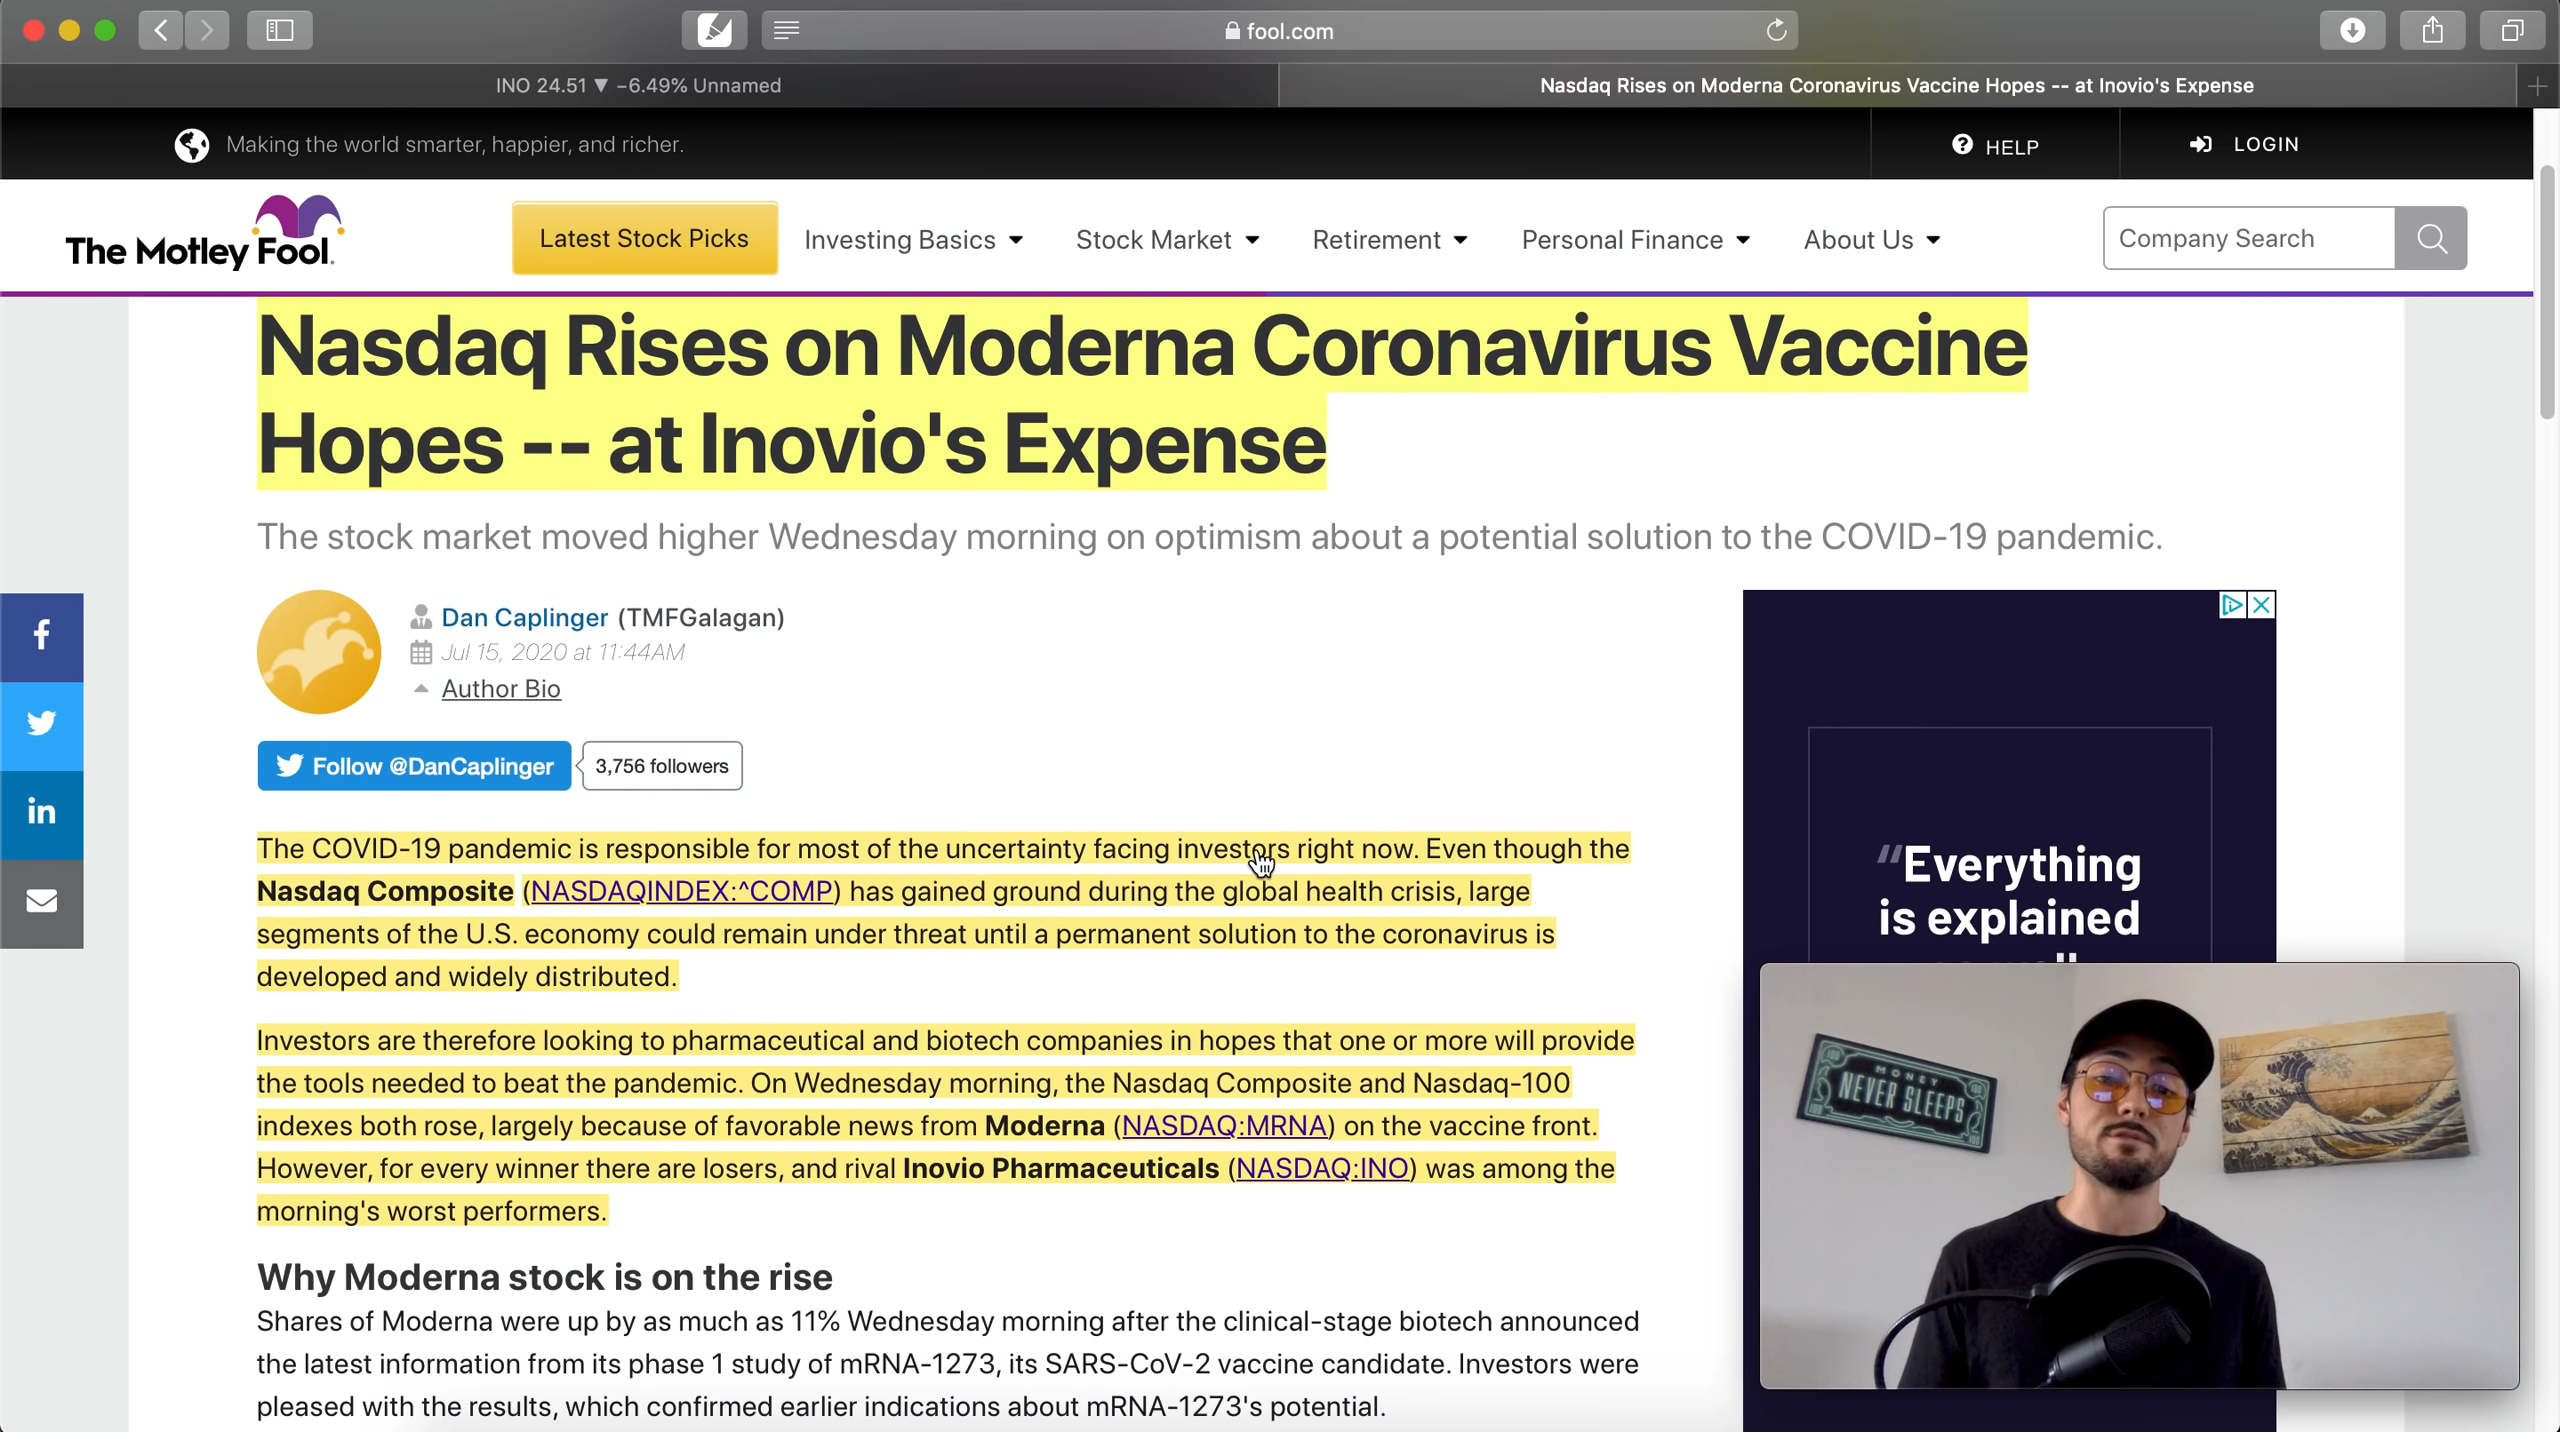 fool.com
INO 24.51 ▼ −6.49% Unnamed
Nasdaq Rises on Moderna Coronavirus Vaccine Hopes -- at Inovio's Expense
Making the world smarter, happier, and richer.
HELP
LOGIN
The Motley Fool.
Latest Stock Picks
Investing Basics
Stock Market
Retirement
Personal Finance
About Us
Company Search
Nasdaq Rises on Moderna Coronavirus Vaccine
Hopes -- at Inovio's Expense
The stock market moved higher Wednesday morning on optimism about a potential solution to the COVID-19 pandemic.
Dan Caplinger (TMFGalagan)
Jul 15, 2020 at 11:44AM
Author Bio
Follow @DanCaplinger
3,756 followers
The COVID-19 pandemic is responsible for most of the uncertainty facing investors right now. Even though the
Nasdaq Composite (NASDAQINDEX:^COMP) has gained ground during the global health crisis, large
segments of the U.S. economy could remain under threat until a permanent solution to the coronavirus is
developed and widely distributed.
Investors are therefore looking to pharmaceutical and biotech companies in hopes that one or more will provide
the tools needed to beat the pandemic. On Wednesday morning, the Nasdaq Composite and Nasdaq-100
indexes both rose, largely because of favorable news from Moderna (NASDAQ:MRNA) on the vaccine front.
However, for every winner there are losers, and rival Inovio Pharmaceuticals (NASDAQ:INO) was among the
morning's worst performers.
Why Moderna stock is on the rise
Shares of Moderna were up by as much as 11% Wednesday morning after the clinical-stage biotech announced
the latest information from its phase 1 study of mRNA-1273, its SARS-CoV-2 vaccine candidate. Investors were
pleased with the results, which confirmed earlier indications about mRNA-1273's potential.
"Everything
is explained
MONEY
NEVER SLEEPS